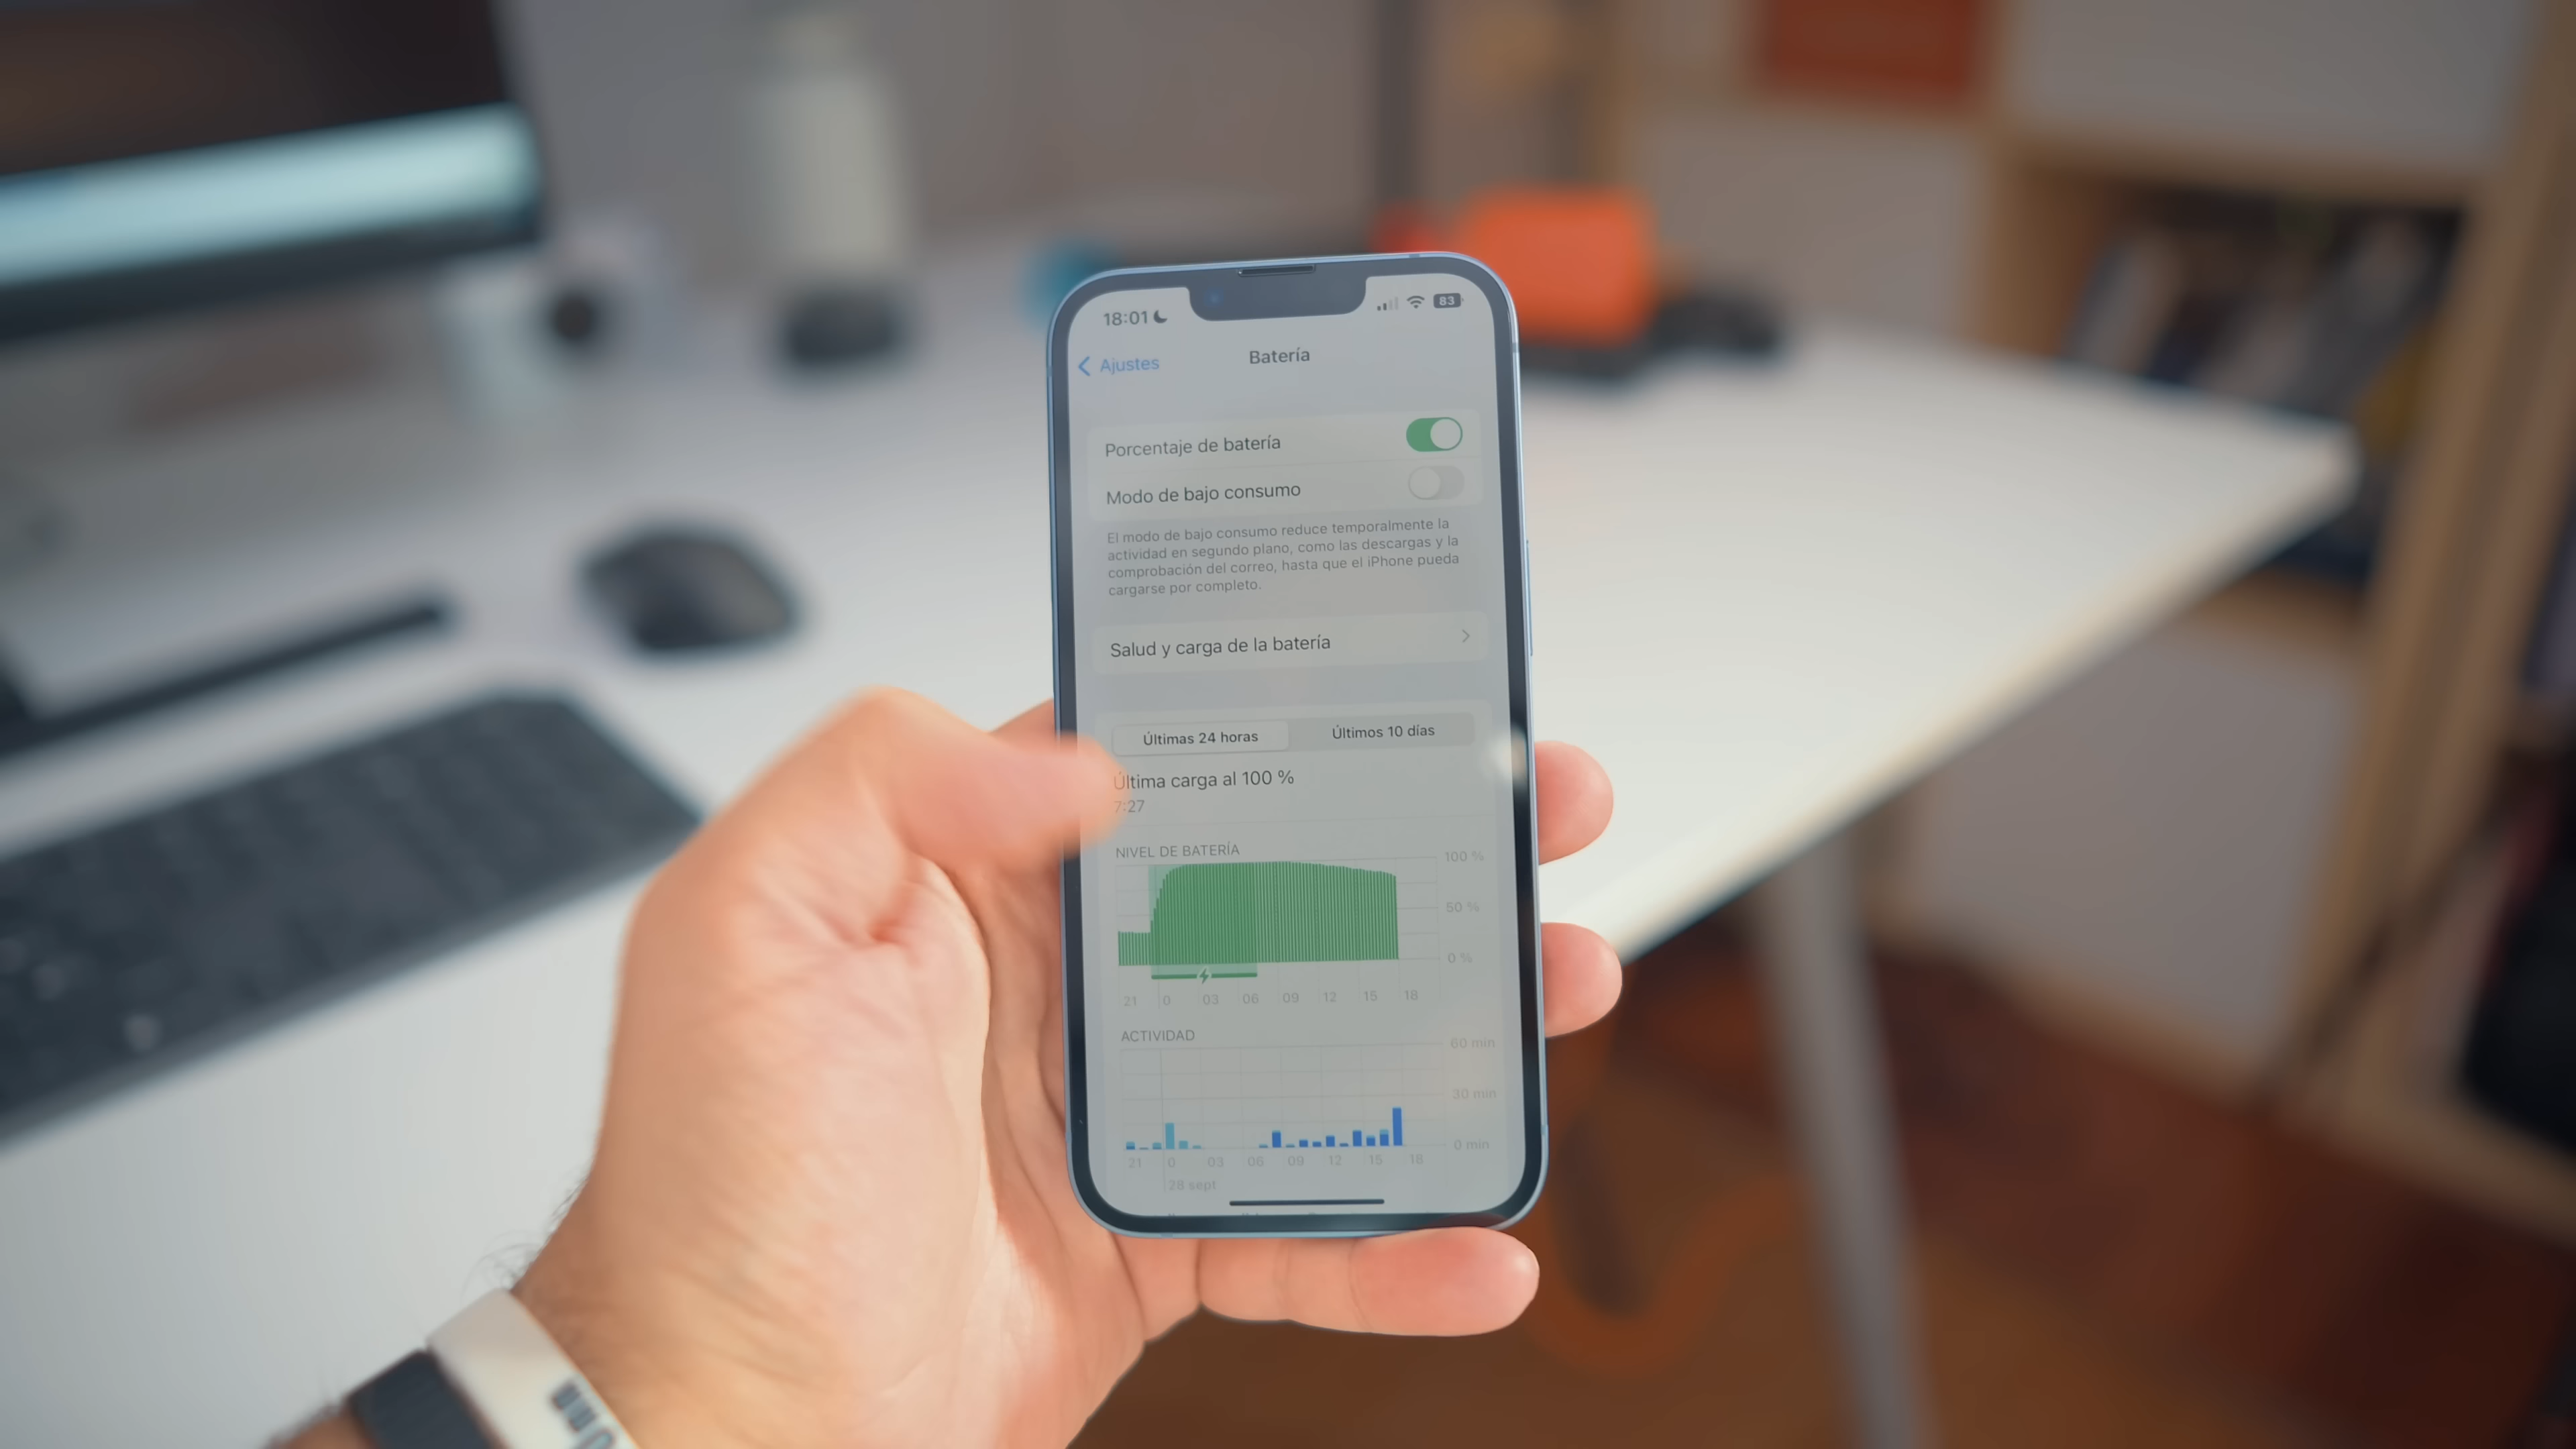 18:01
83
Ajustes
Batería
Porcentaje de batería
Modo de bajo consumo
El modo de bajo consumo reduce temporalmente la
actividad en segundo plano, como las descargas y la
comprobación del correo, hasta que el iPhone pueda
cargarse por completo.
Salud y carga de la batería
Últimas 24 horas
Últimos 10 días
Última carga al 100 %
7:27
NIVEL DE BATERÍA
100 %
50 %
0 %
21 0 03 06 09 12 15 18
ACTIVIDAD
60 min
30 min
0 min
21 0 03 06 09 12 15 18
28 sept